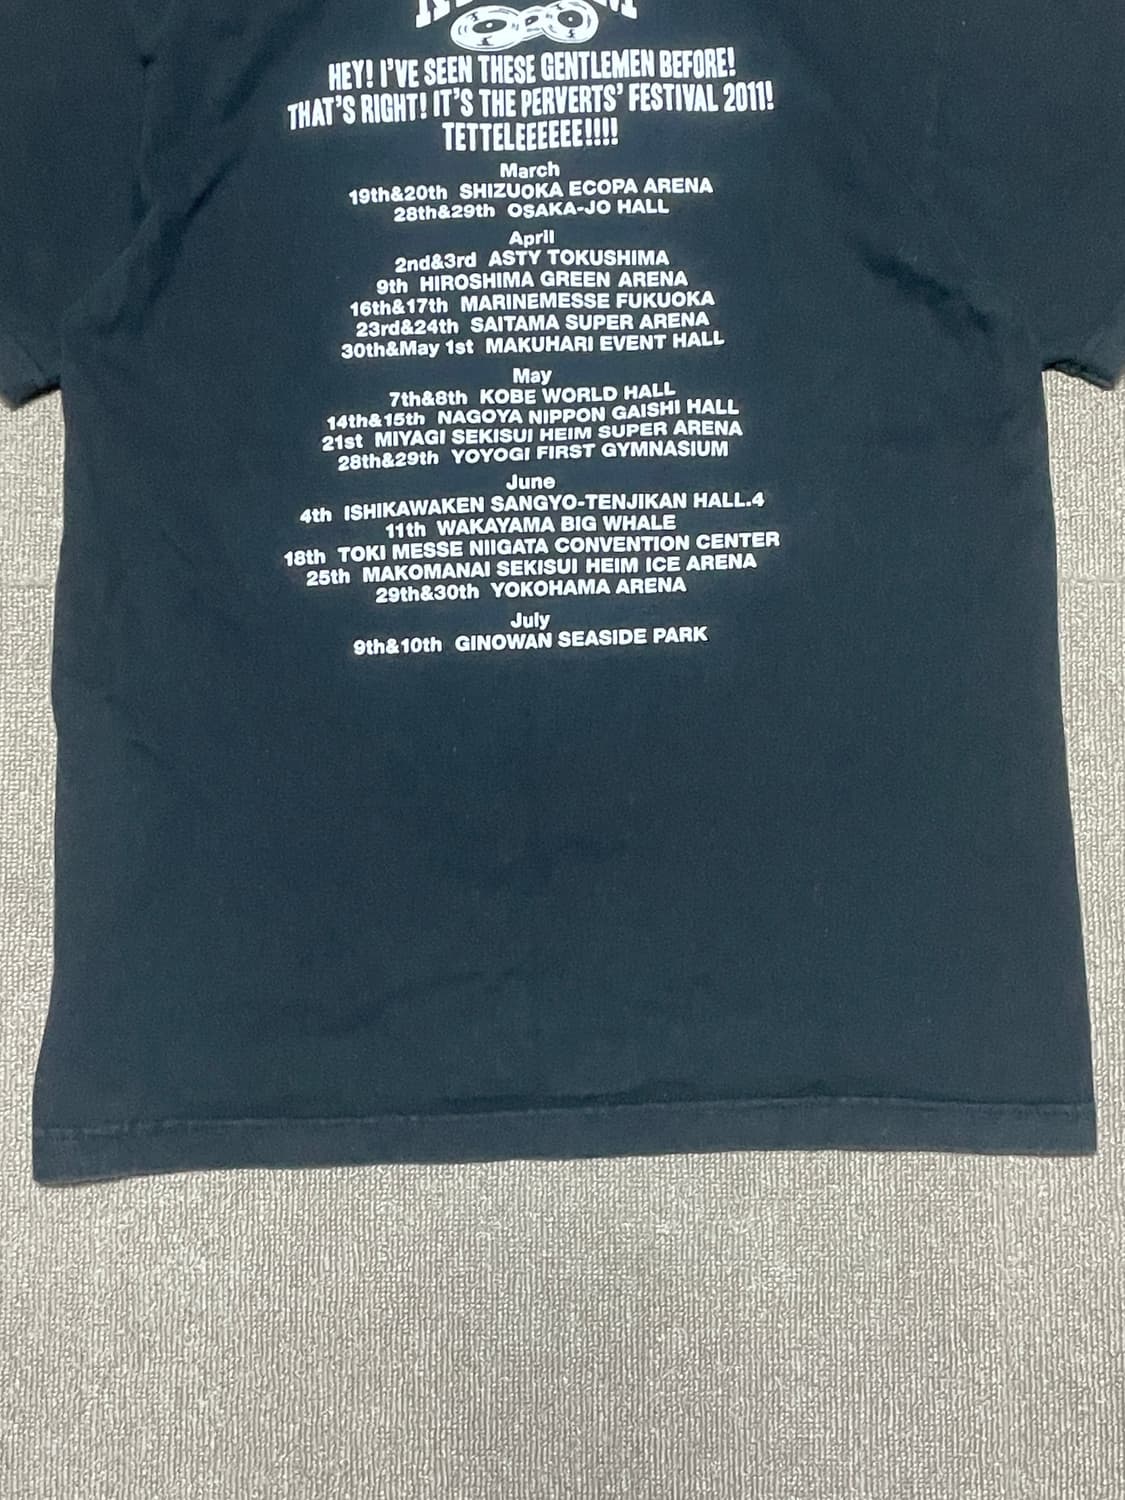 HEY! I'VE SEEN THESE GENTLEMEN BEFORE!
THAT'S RIGHT! IT'S THE PERVERTS' FESTIVAL 2011!
TETTELEEEEEE!!!!
March
19th&20th SHIZUOKA ECOPA ARENA
28th&29th OSAKA-JO HALL
April
2nd&3rd ASTY TOKUSHIMA
9th HIROSHIMA GREEN ARENA
16th&17th MARINEMESSE FUKUOKA
23rd&24th SAITAMA SUPER ARENA
30th&May 1st MAKUHARI EVENT HALL
May
7th&8th KOBE WORLD HALL
14th&15th NAGOYA NIPPON GAISHI HALL
21st MIYAGI SEKISUI HEIM SUPER ARENA
28th&29th YOYOGI FIRST GYMNASIUM
June
4th ISHIKAWAKEN SANGYO-TENJIKAN HALL.4
11th WAKAYAMA BIG WHALE
18th TOKI MESSE NIIGATA CONVENTION CENTER
25th MAKOMANAI SEKISUI HEIM ICE ARENA
29th&30th YOKOHAMA ARENA
July
9th&10th GINOWAN SEASIDE PARK